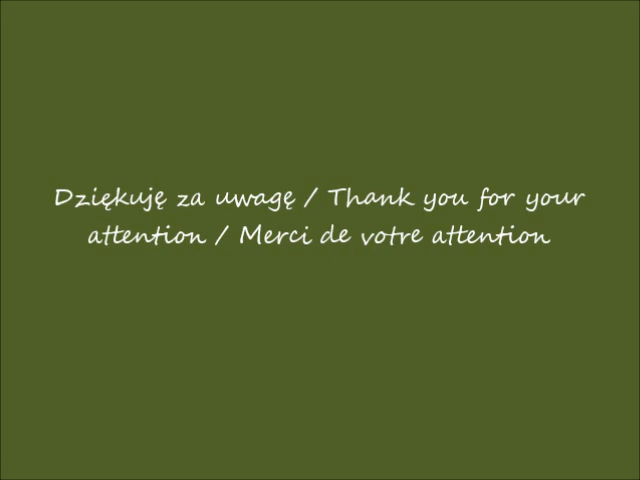 Dziękuję za uwagę / Thank you for your
attention / Merci de votre attention